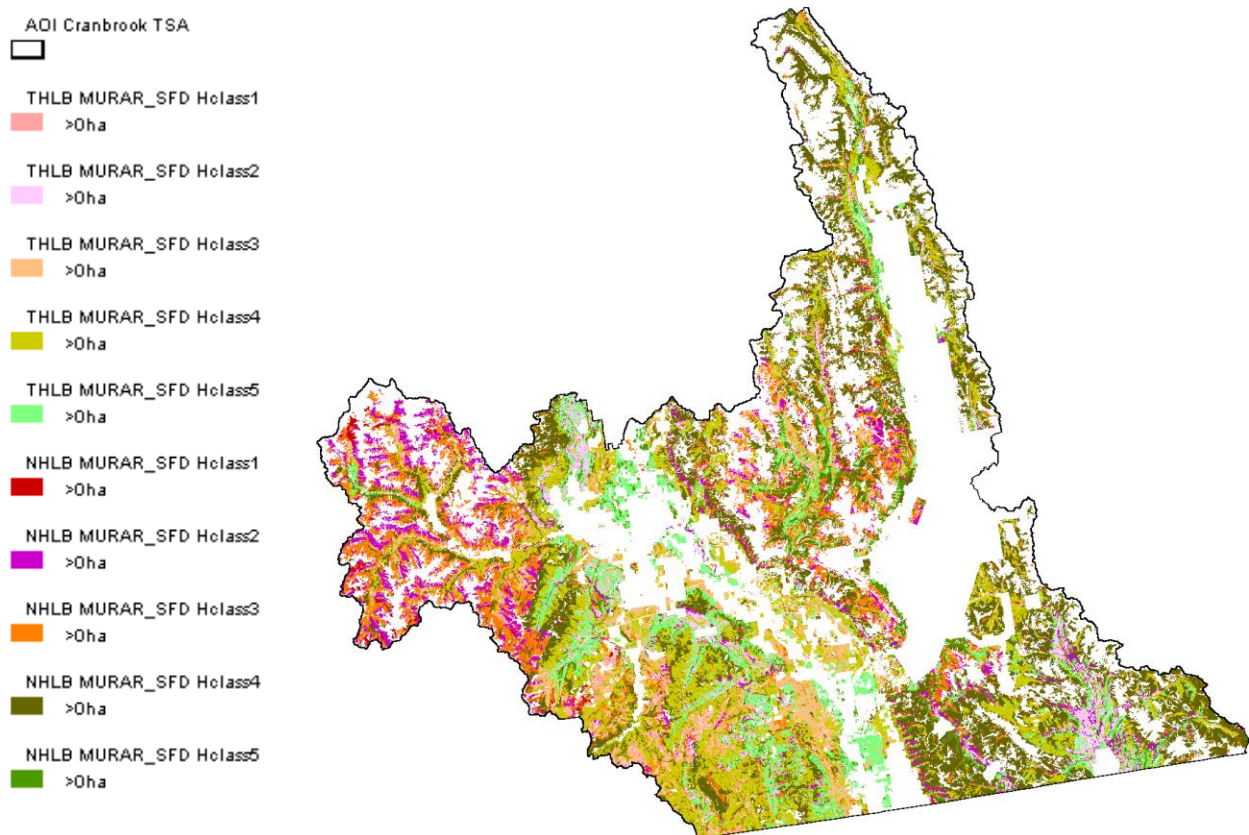 AOI Cranbrook TSA
THLB MURAR_SFD Hclass1
>0ha
THLB MURAR_SFD Hclass2
>0ha
THLB MURAR_SFD Hclass3
>0ha
THLB MURAR_SFD Hclass4
>0ha
THLB MURAR_SFD Hclass5
>0ha
NHLB MURAR_SFD Hclass1
>0ha
NHLB MURAR_SFD Hclass2
>0ha
NHLB MURAR_SFD Hclass3
>0ha
NHLB MURAR_SFD Hclass4
>0ha
NHLB MURAR_SFD Hclass5
>0ha